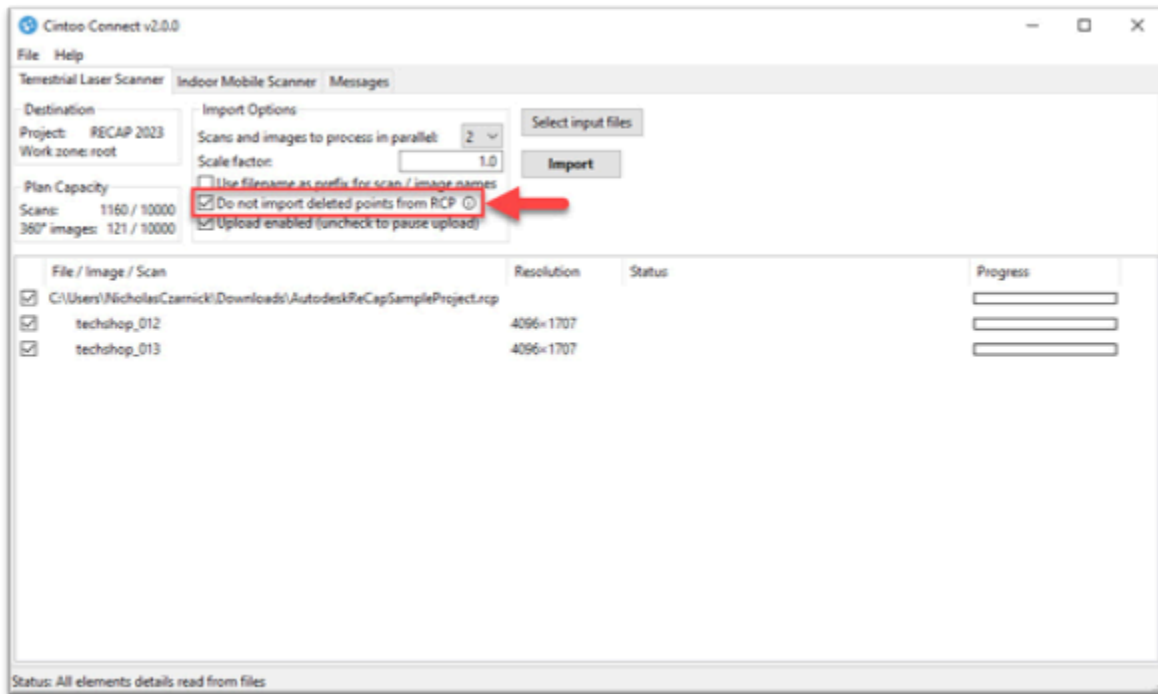 Cintoo Connect v2.0.0
File Help
Terrestrial Laser Scanner Indoor Mobile Scanner Messages
Destination
Project: RECAP 2023
Work zone: root
Plan Capacity
Scans: 1160 / 10000
360° images: 121 / 10000
Import Options
Scans and images to process in parallel: 2
Scale factor: 1.0
Use filename as prefix for scan / image names
Do not import deleted points from RCP
Upload enabled (uncheck to pause upload)
Select input files
Import
File / Image / Scan Resolution Status Progress
C:\Users\NicholasCzarnick\Downloads\AutodeskReCapSampleProject.rcp
techshop_012 4096×1707
techshop_013 4096×1707
Status: All elements details read from files